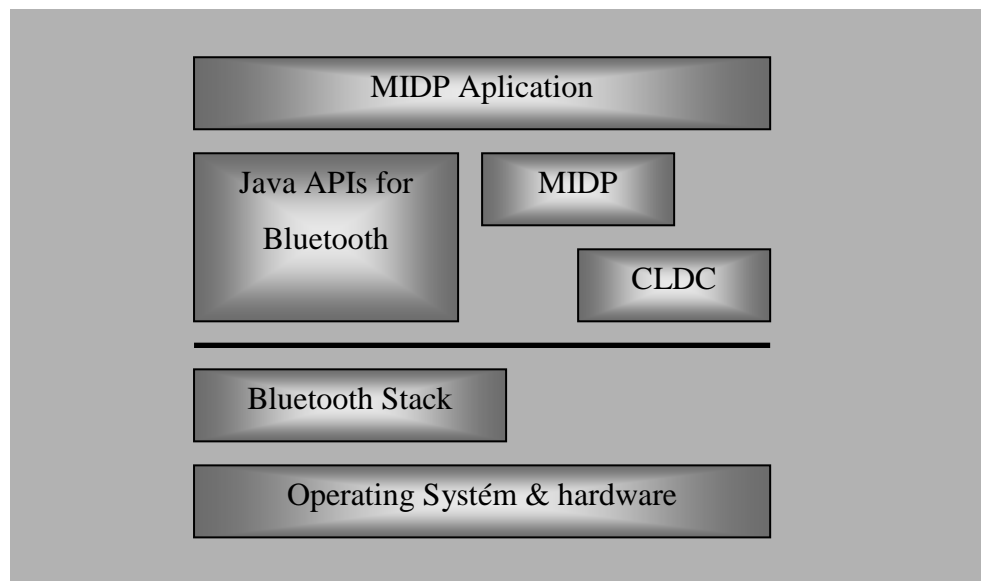 MIDP Aplication
Java APIs for
Bluetooth
MIDP
CLDC
Bluetooth Stack
Operating Systém & hardware